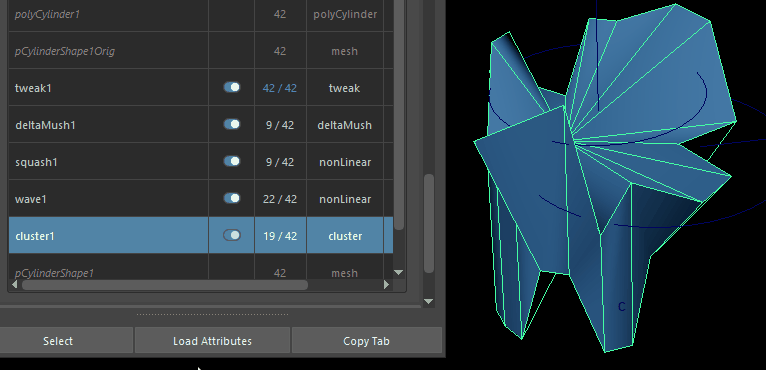 polyCylinder1 42 polyCylinder
pCylinderShape1Orig 42 mesh
tweak1 42 / 42 tweak
deltaMush1 9 / 42 deltaMush
squash1 9 / 42 nonLinear
wave1 22 / 42 nonLinear
cluster1 19 / 42 cluster
pCylinderShape1 42 mesh
C
Select Load Attributes Copy Tab